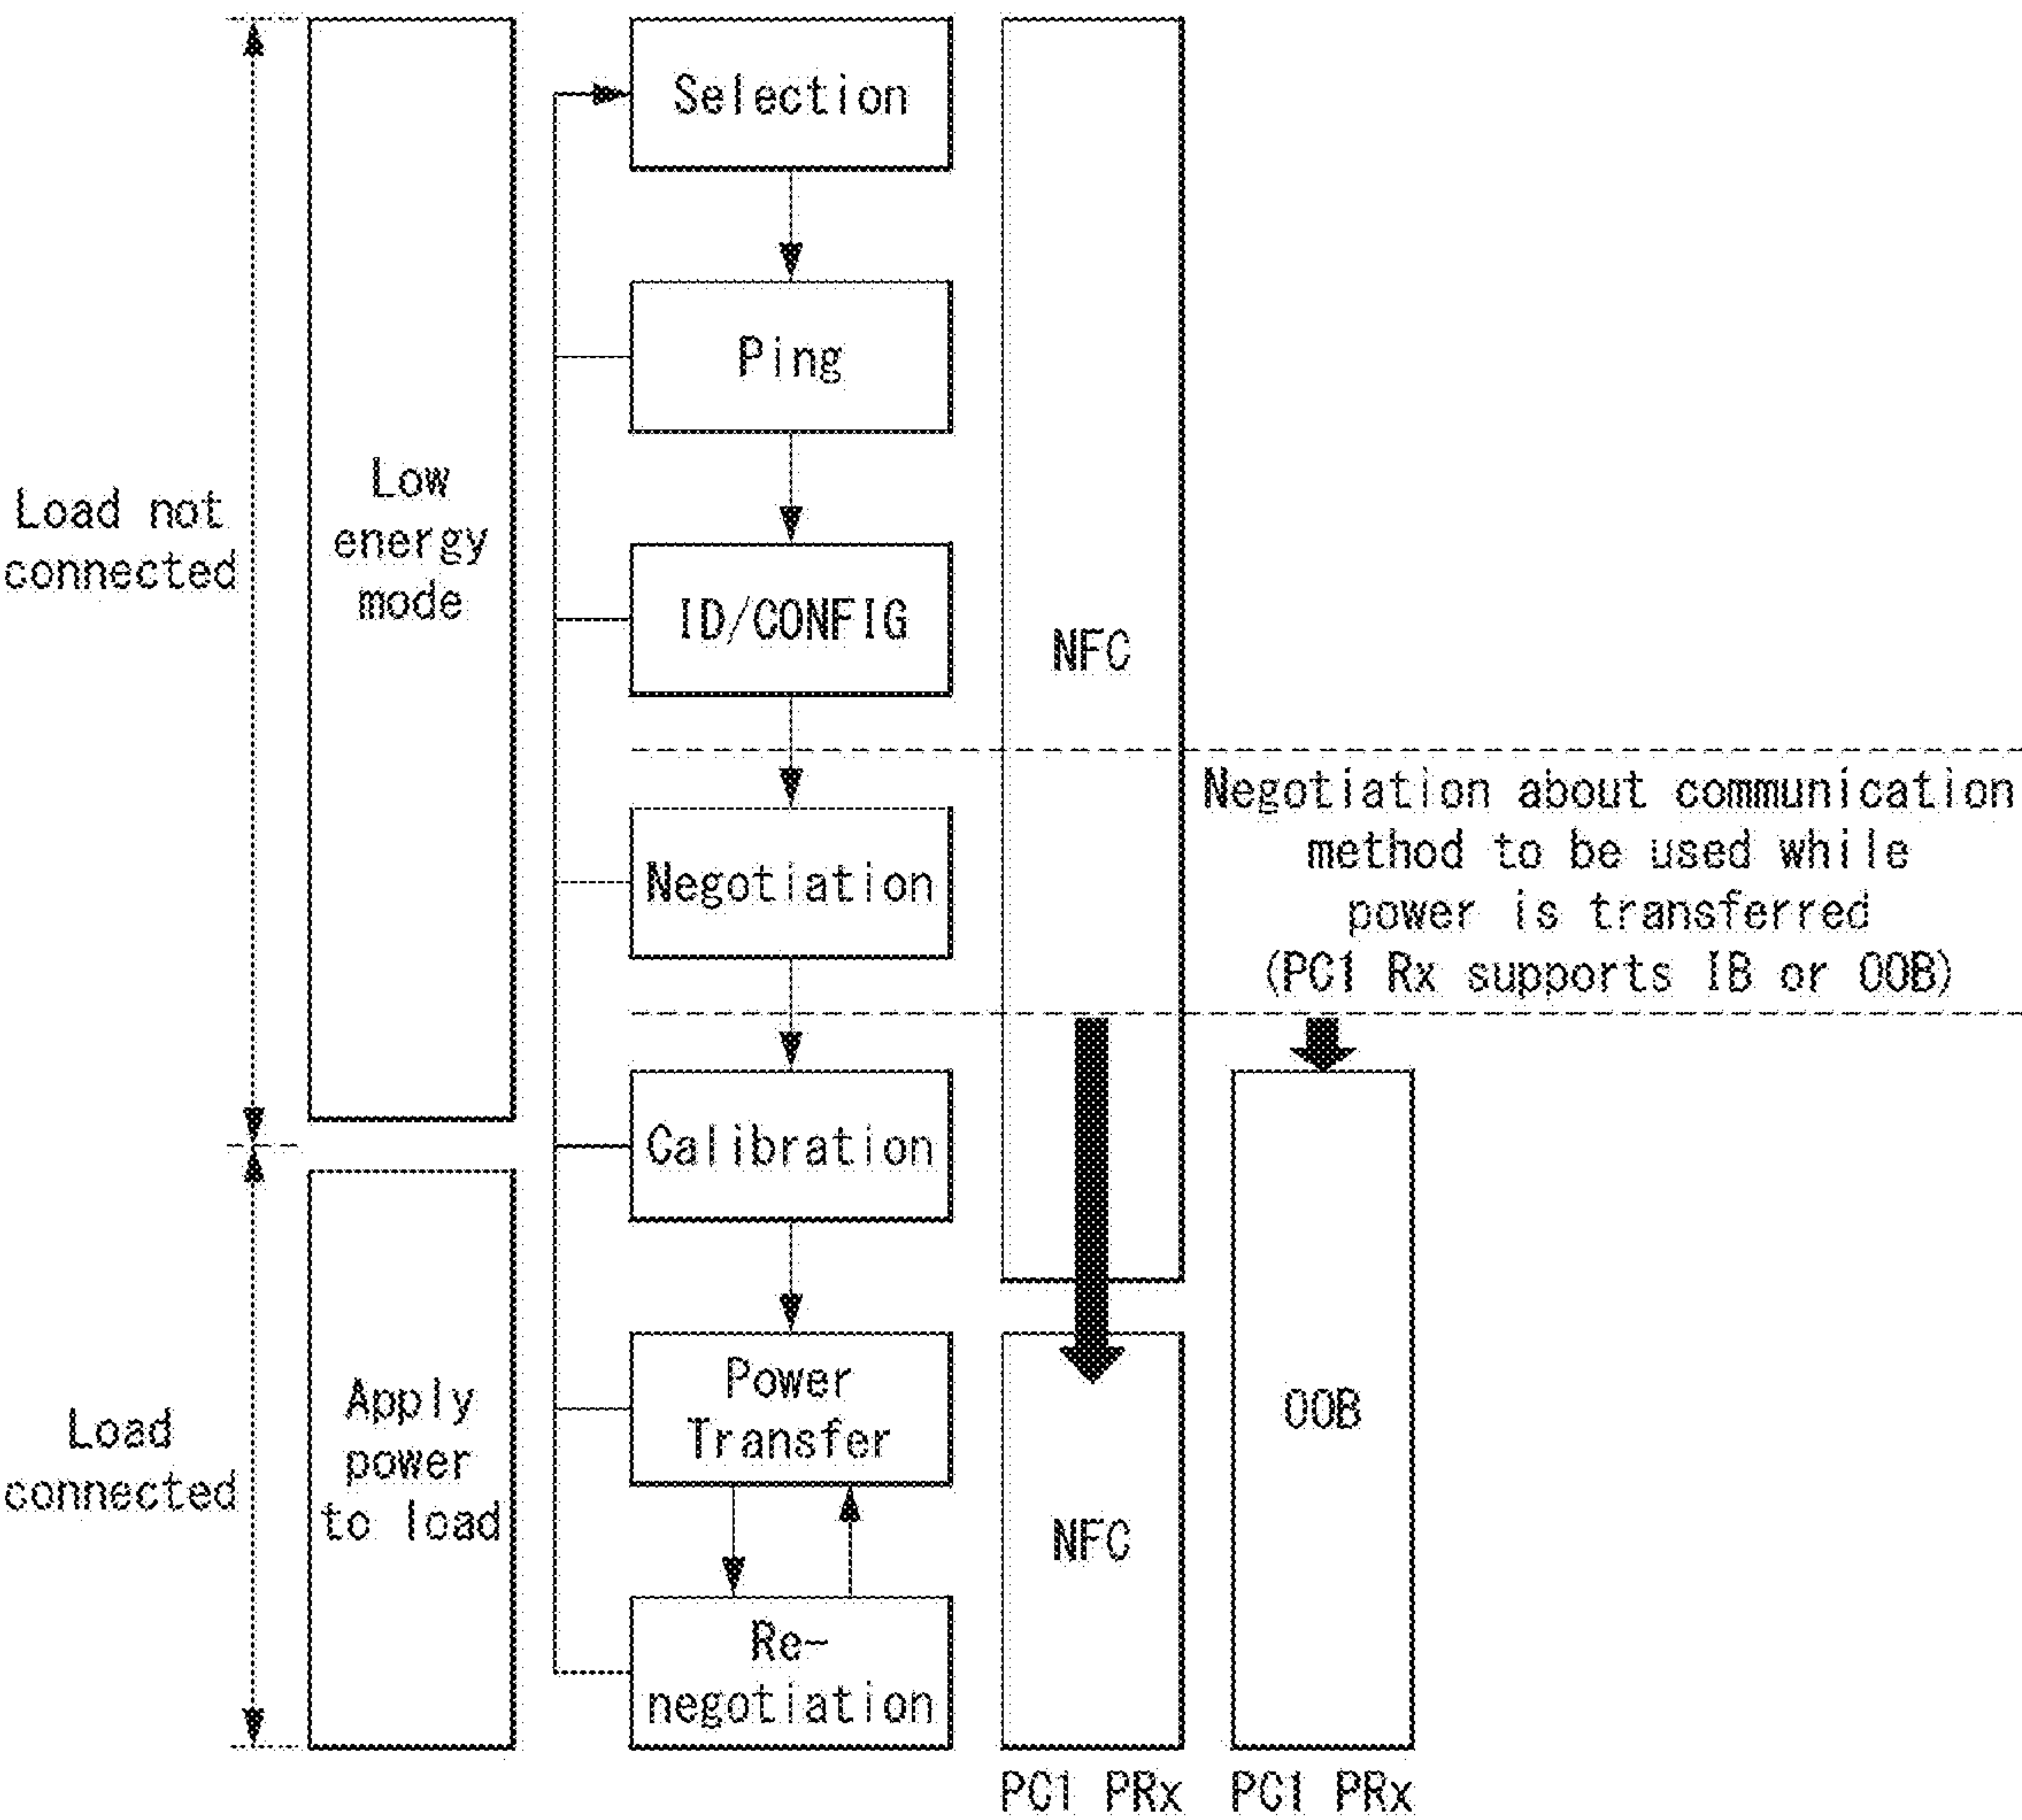 Selection
Ping
Load not
connected
Low
energy
mode
ID/CONFIG
NFC
Negotiation about communication
method to be used while
power is transferred
(PC1 Rx supports IB or OOB)
Negotiation
Calibration
Load
connected
Apply
power
to load
Power
Transfer
OOB
NFC
Re-
negotiation
PC1 PRx
PC1 PRx